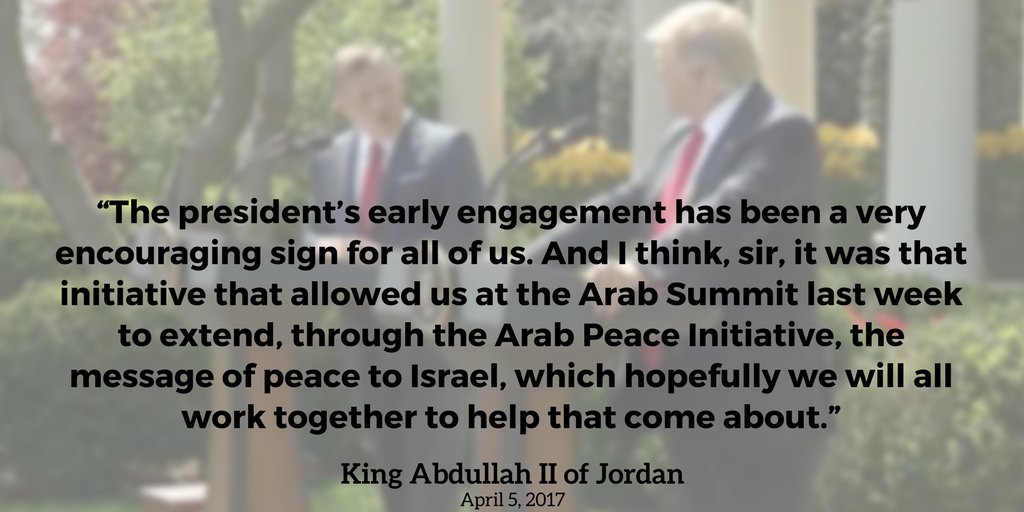 “The president’s early engagement has been a very
encouraging sign for all of us. And I think, sir, it was that
initiative that allowed us at the Arab Summit last week
to extend, through the Arab Peace Initiative, the
message of peace to Israel, which hopefully we will all
work together to help that come about.”
King Abdullah II of Jordan
April 5, 2017